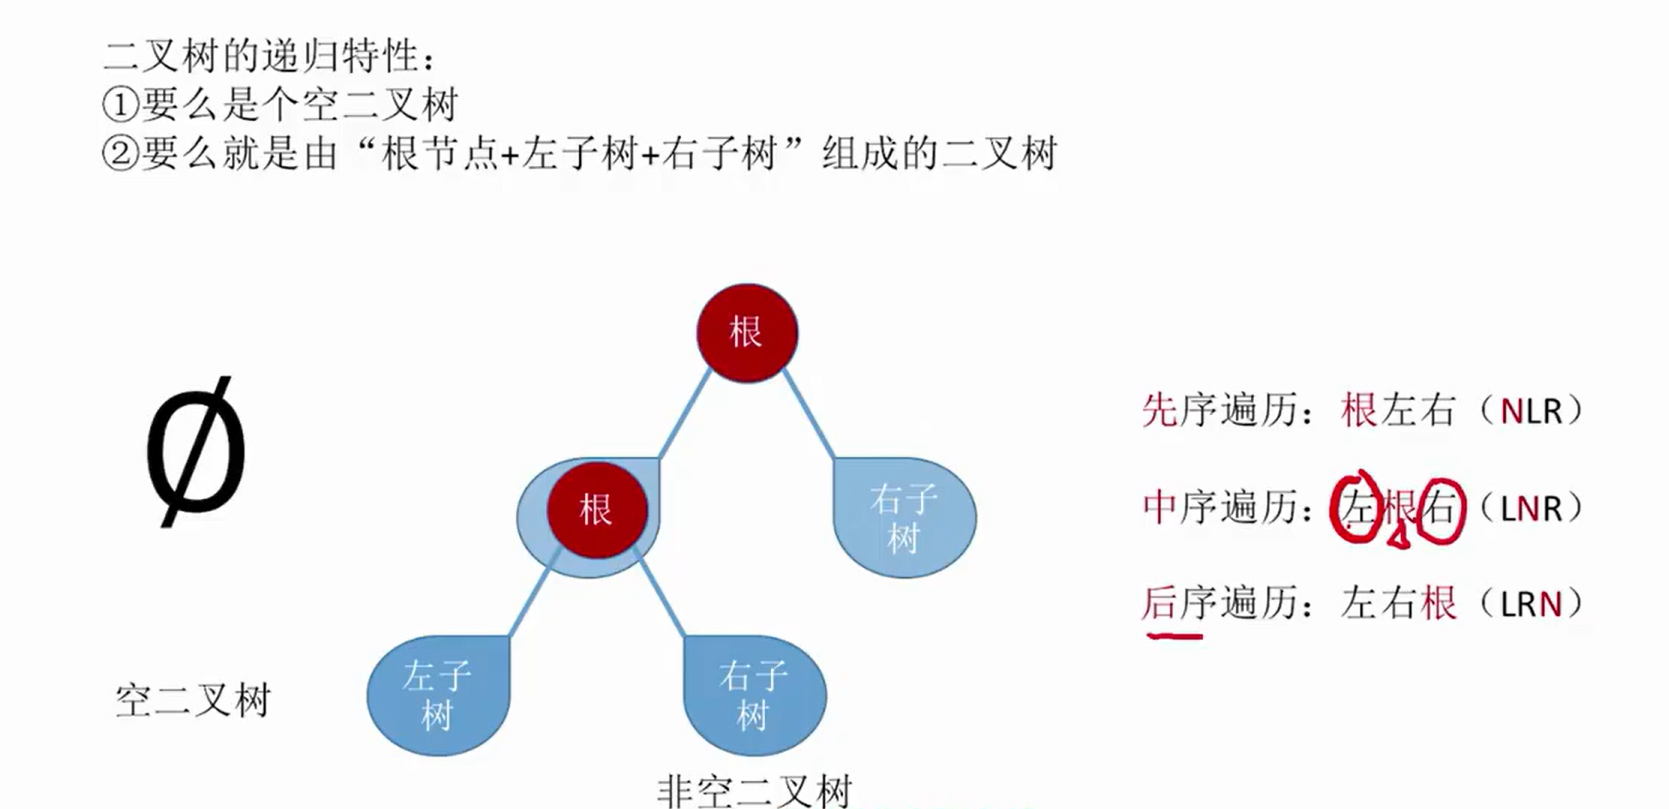 二叉树的递归特性：
①要么是个空二叉树
②要么就是由“根节点+左子树+右子树”组成的二叉树
∅
空二叉树
根
根
右子
树
左子
树
右子
树
非空二叉树
先序遍历：根左右（NLR）
中序遍历：左根右（LNR）
后序遍历：左右根（LRN）